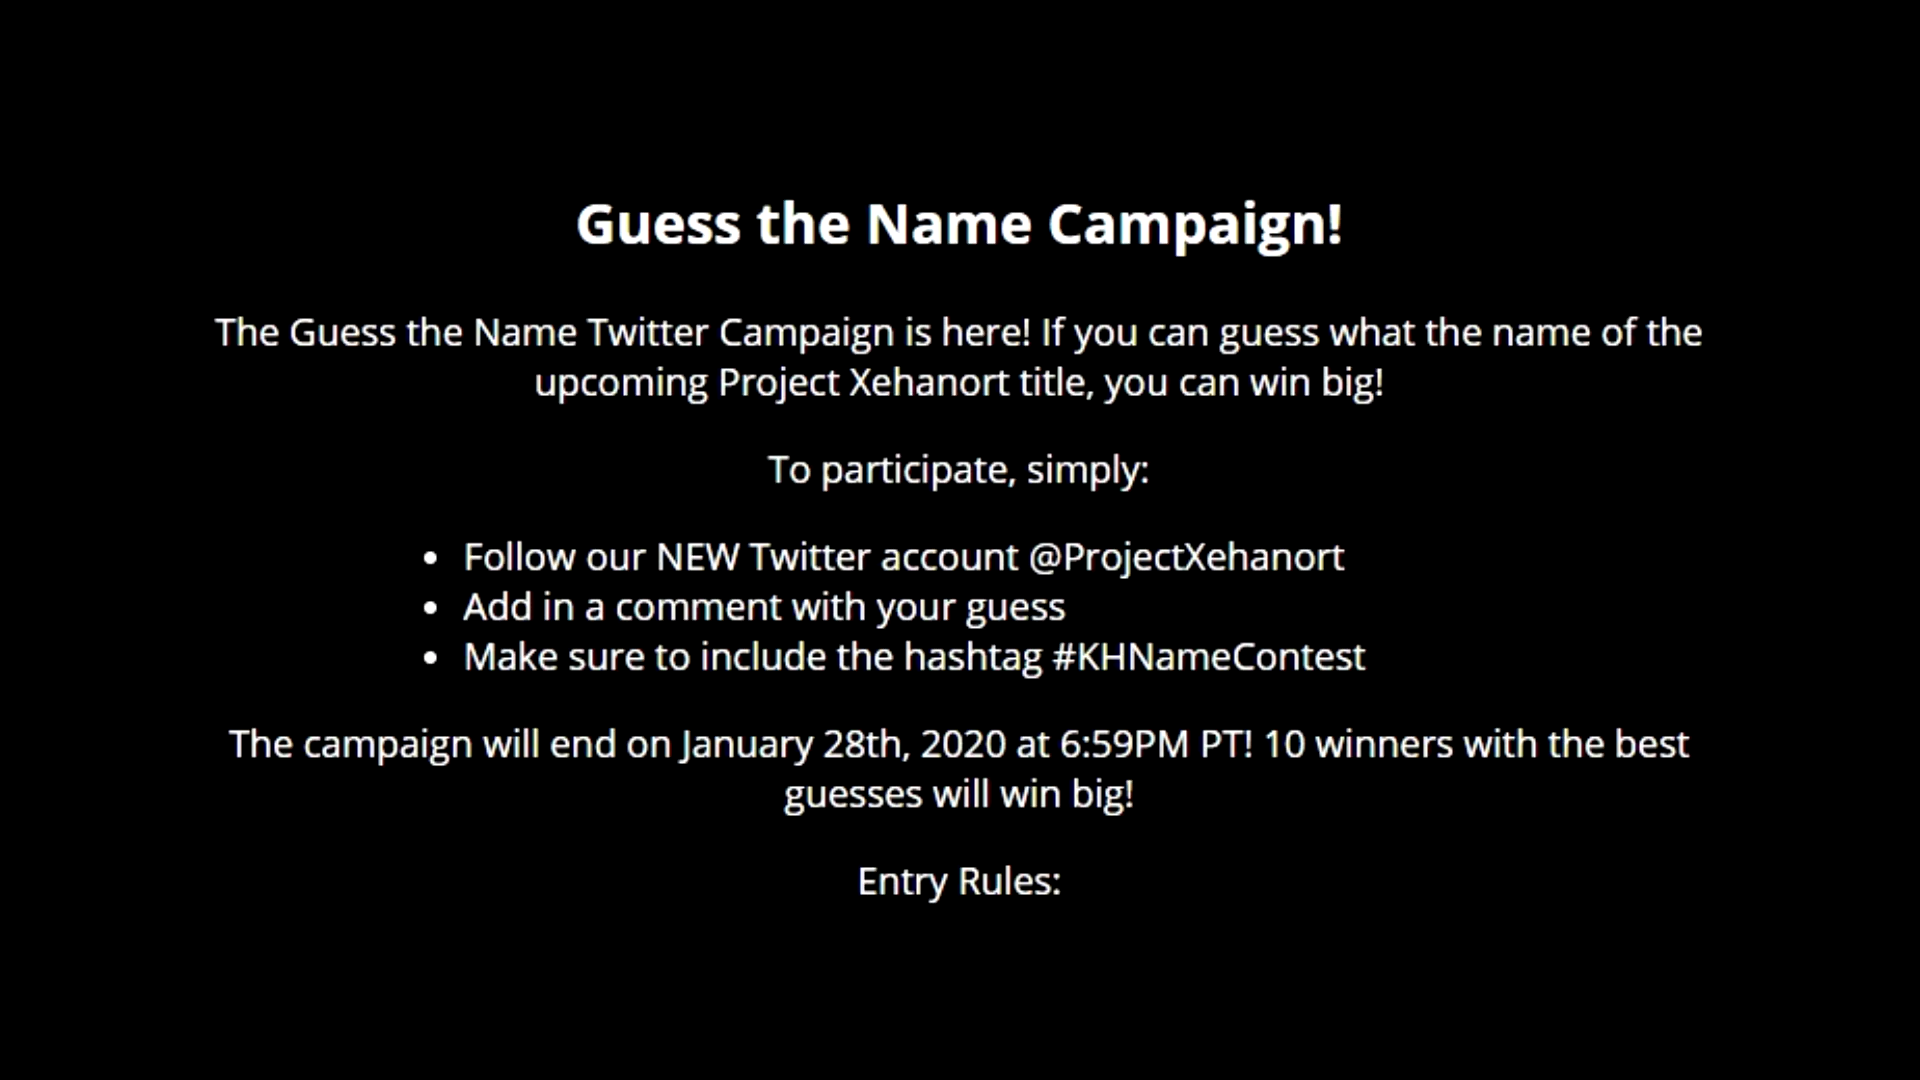 Guess the Name Campaign!
The Guess the Name Twitter Campaign is here! If you can guess what the name of the
upcoming Project Xehanort title, you can win big!
To participate, simply:
• Follow our NEW Twitter account @ProjectXehanort
• Add in a comment with your guess
• Make sure to include the hashtag #KHNameContest
The campaign will end on January 28th, 2020 at 6:59PM PT! 10 winners with the best
guesses will win big!
Entry Rules: